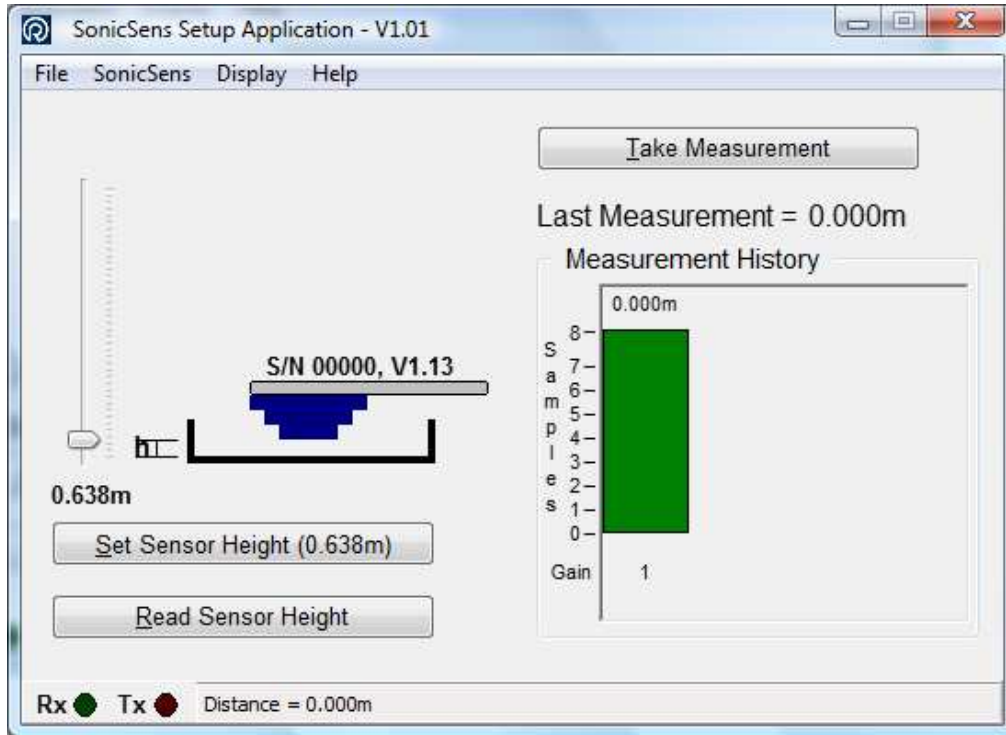 SonicSens Setup Application - V1.01
File SonicSens Display Help
Take Measurement
Last Measurement = 0.000m
Measurement History
0.000m
Samples
8
7
6
5
4
3
2
1
0
Gain 1
S/N 00000, V1.13
h
0.638m
Set Sensor Height (0.638m)
Read Sensor Height
Rx Tx Distance = 0.000m